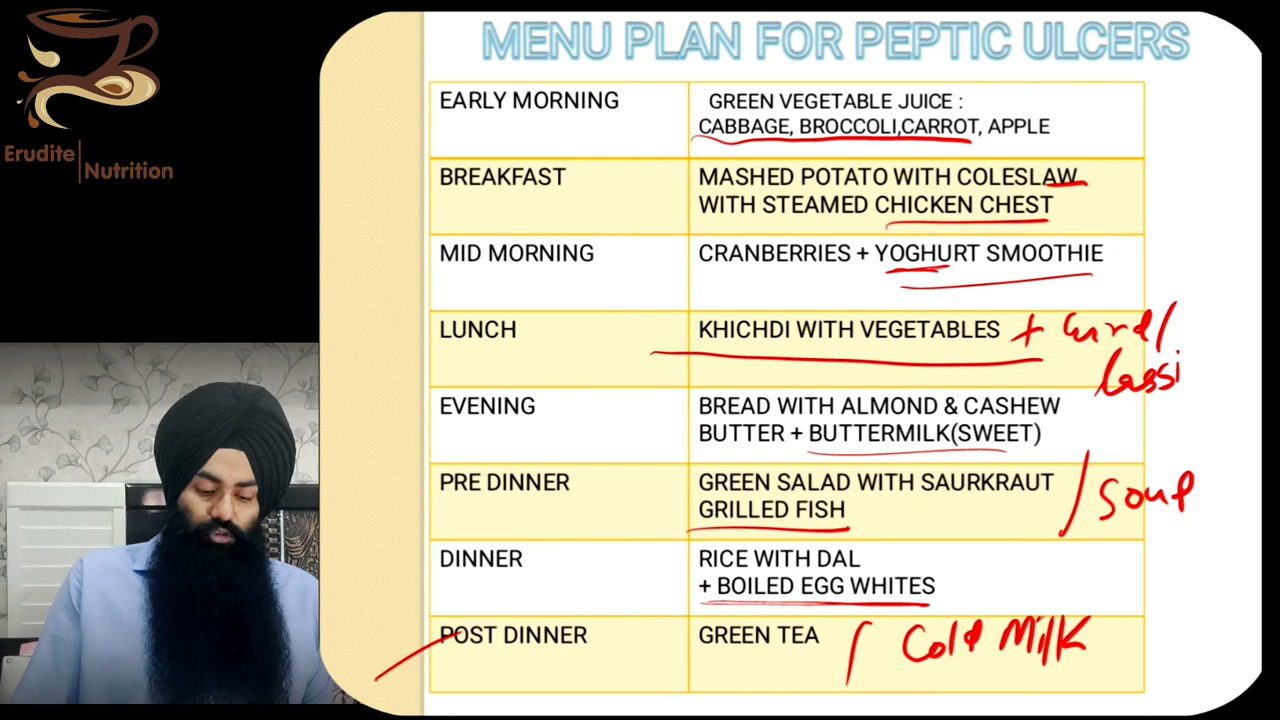 Erudite
Nutrition
MENU PLAN FOR PEPTIC ULCERS
EARLY MORNING
GREEN VEGETABLE JUICE :
CABBAGE, BROCCOLI,CARROT, APPLE
BREAKFAST
MASHED POTATO WITH COLESLAW
WITH STEAMED CHICKEN CHEST
MID MORNING
CRANBERRIES + YOGHURT SMOOTHIE
LUNCH
KHICHDI WITH VEGETABLES + Curd/
Lassi
EVENING
BREAD WITH ALMOND & CASHEW
BUTTER + BUTTERMILK(SWEET)
PRE DINNER
GREEN SALAD WITH SAURKRAUT
GRILLED FISH
/ Soup
DINNER
RICE WITH DAL
+ BOILED EGG WHITES
POST DINNER
GREEN TEA / Cold Milk